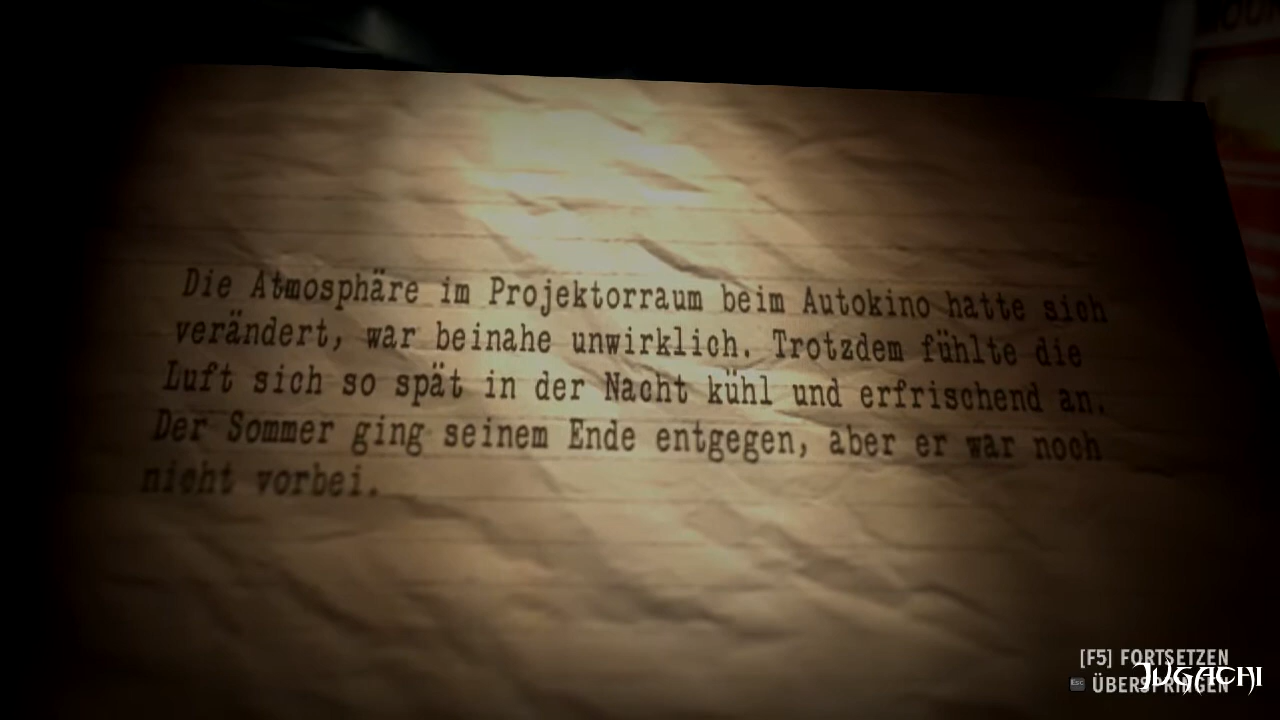 Die Atmosphäre im Projektorraum beim Autokino hatte sich
verändert, war beinahe unwirklich. Trotzdem fühlte die
Luft sich so spät in der Nacht kühl und erfrischend an.
Der Sommer ging seinem Ende entgegen, aber er war noch
nicht vorbei.
[F5] FORTSETZEN
Esc ÜBERSPRINGEN
JUGACHI